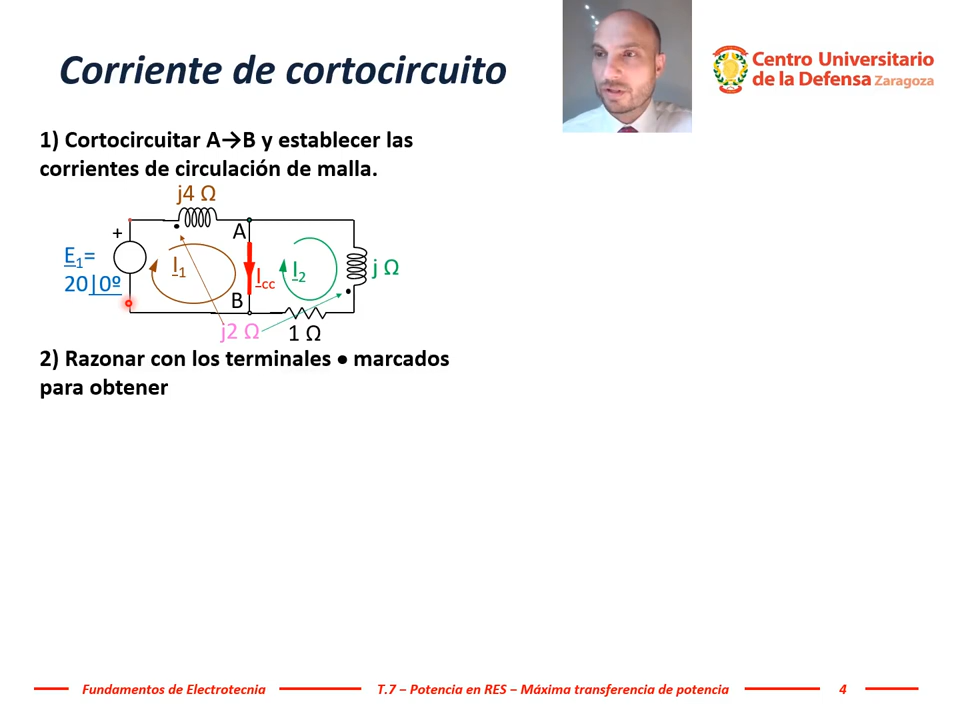 Corriente de cortocircuito
Centro Universitario
de la Defensa Zaragoza
1) Cortocircuitar A→B y establecer las
corrientes de circulación de malla.
j4 Ω
+
A
E1=
20|0º
I1
Icc
I2
j Ω
B
j2 Ω
1 Ω
2) Razonar con los terminales • marcados
para obtener
Fundamentos de Electrotecnia
T.7 – Potencia en RES – Máxima transferencia de potencia
4